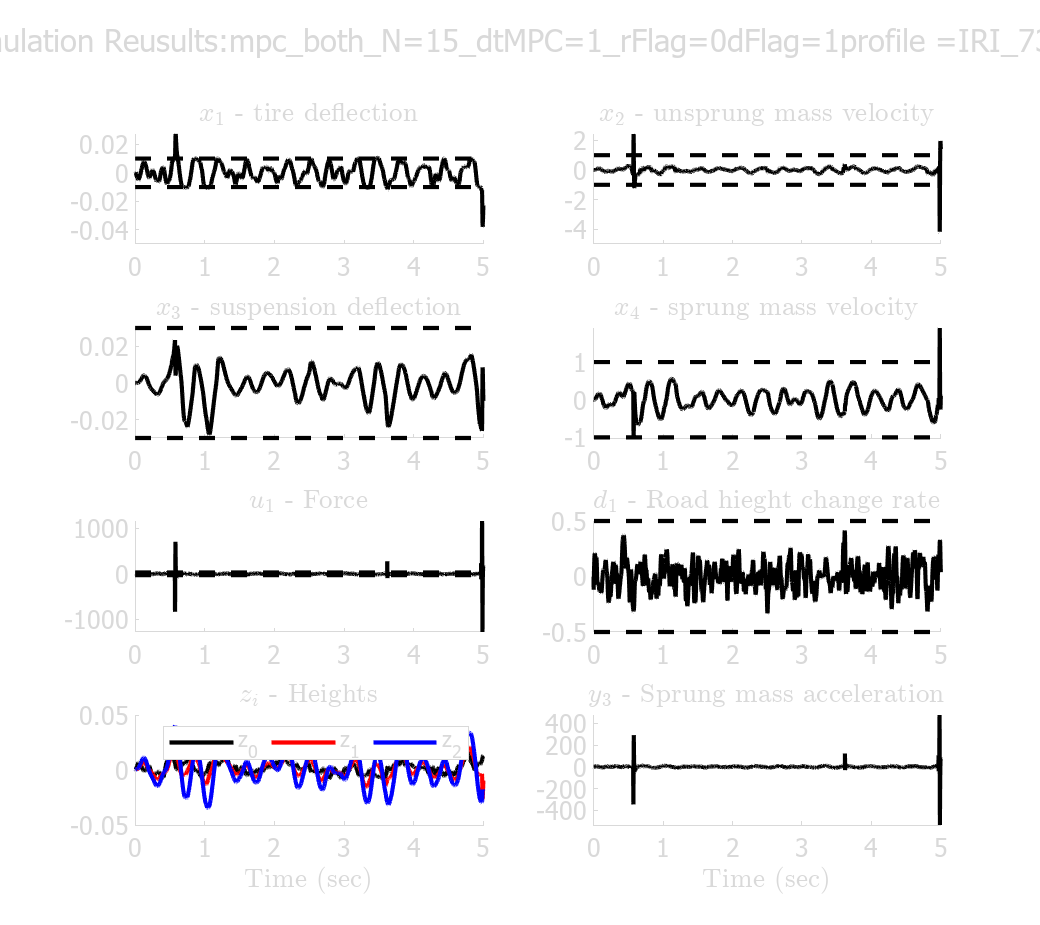 ulation Reusults:mpc_both_N=15_dtMPC=1_rFlag=0dFlag=1profile =IRI_73
x1 - tire deflection
0.02
0
-0.02
-0.04
0 1 2 3 4 5
x2 - unsprung mass velocity
2
0
-2
-4
0 1 2 3 4 5
x3 - suspension deflection
0.02
0
-0.02
0 1 2 3 4 5
x4 - sprung mass velocity
1
0
-1
0 1 2 3 4 5
u1 - Force
1000
0
-1000
0 1 2 3 4 5
d1 - Road hieght change rate
0.5
0
-0.5
0 1 2 3 4 5
zi - Heights
0.05
0
-0.05
z0 z1 z2
0 1 2 3 4 5
Time (sec)
y3 - Sprung mass acceleration
400
200
0
-200
-400
0 1 2 3 4 5
Time (sec)